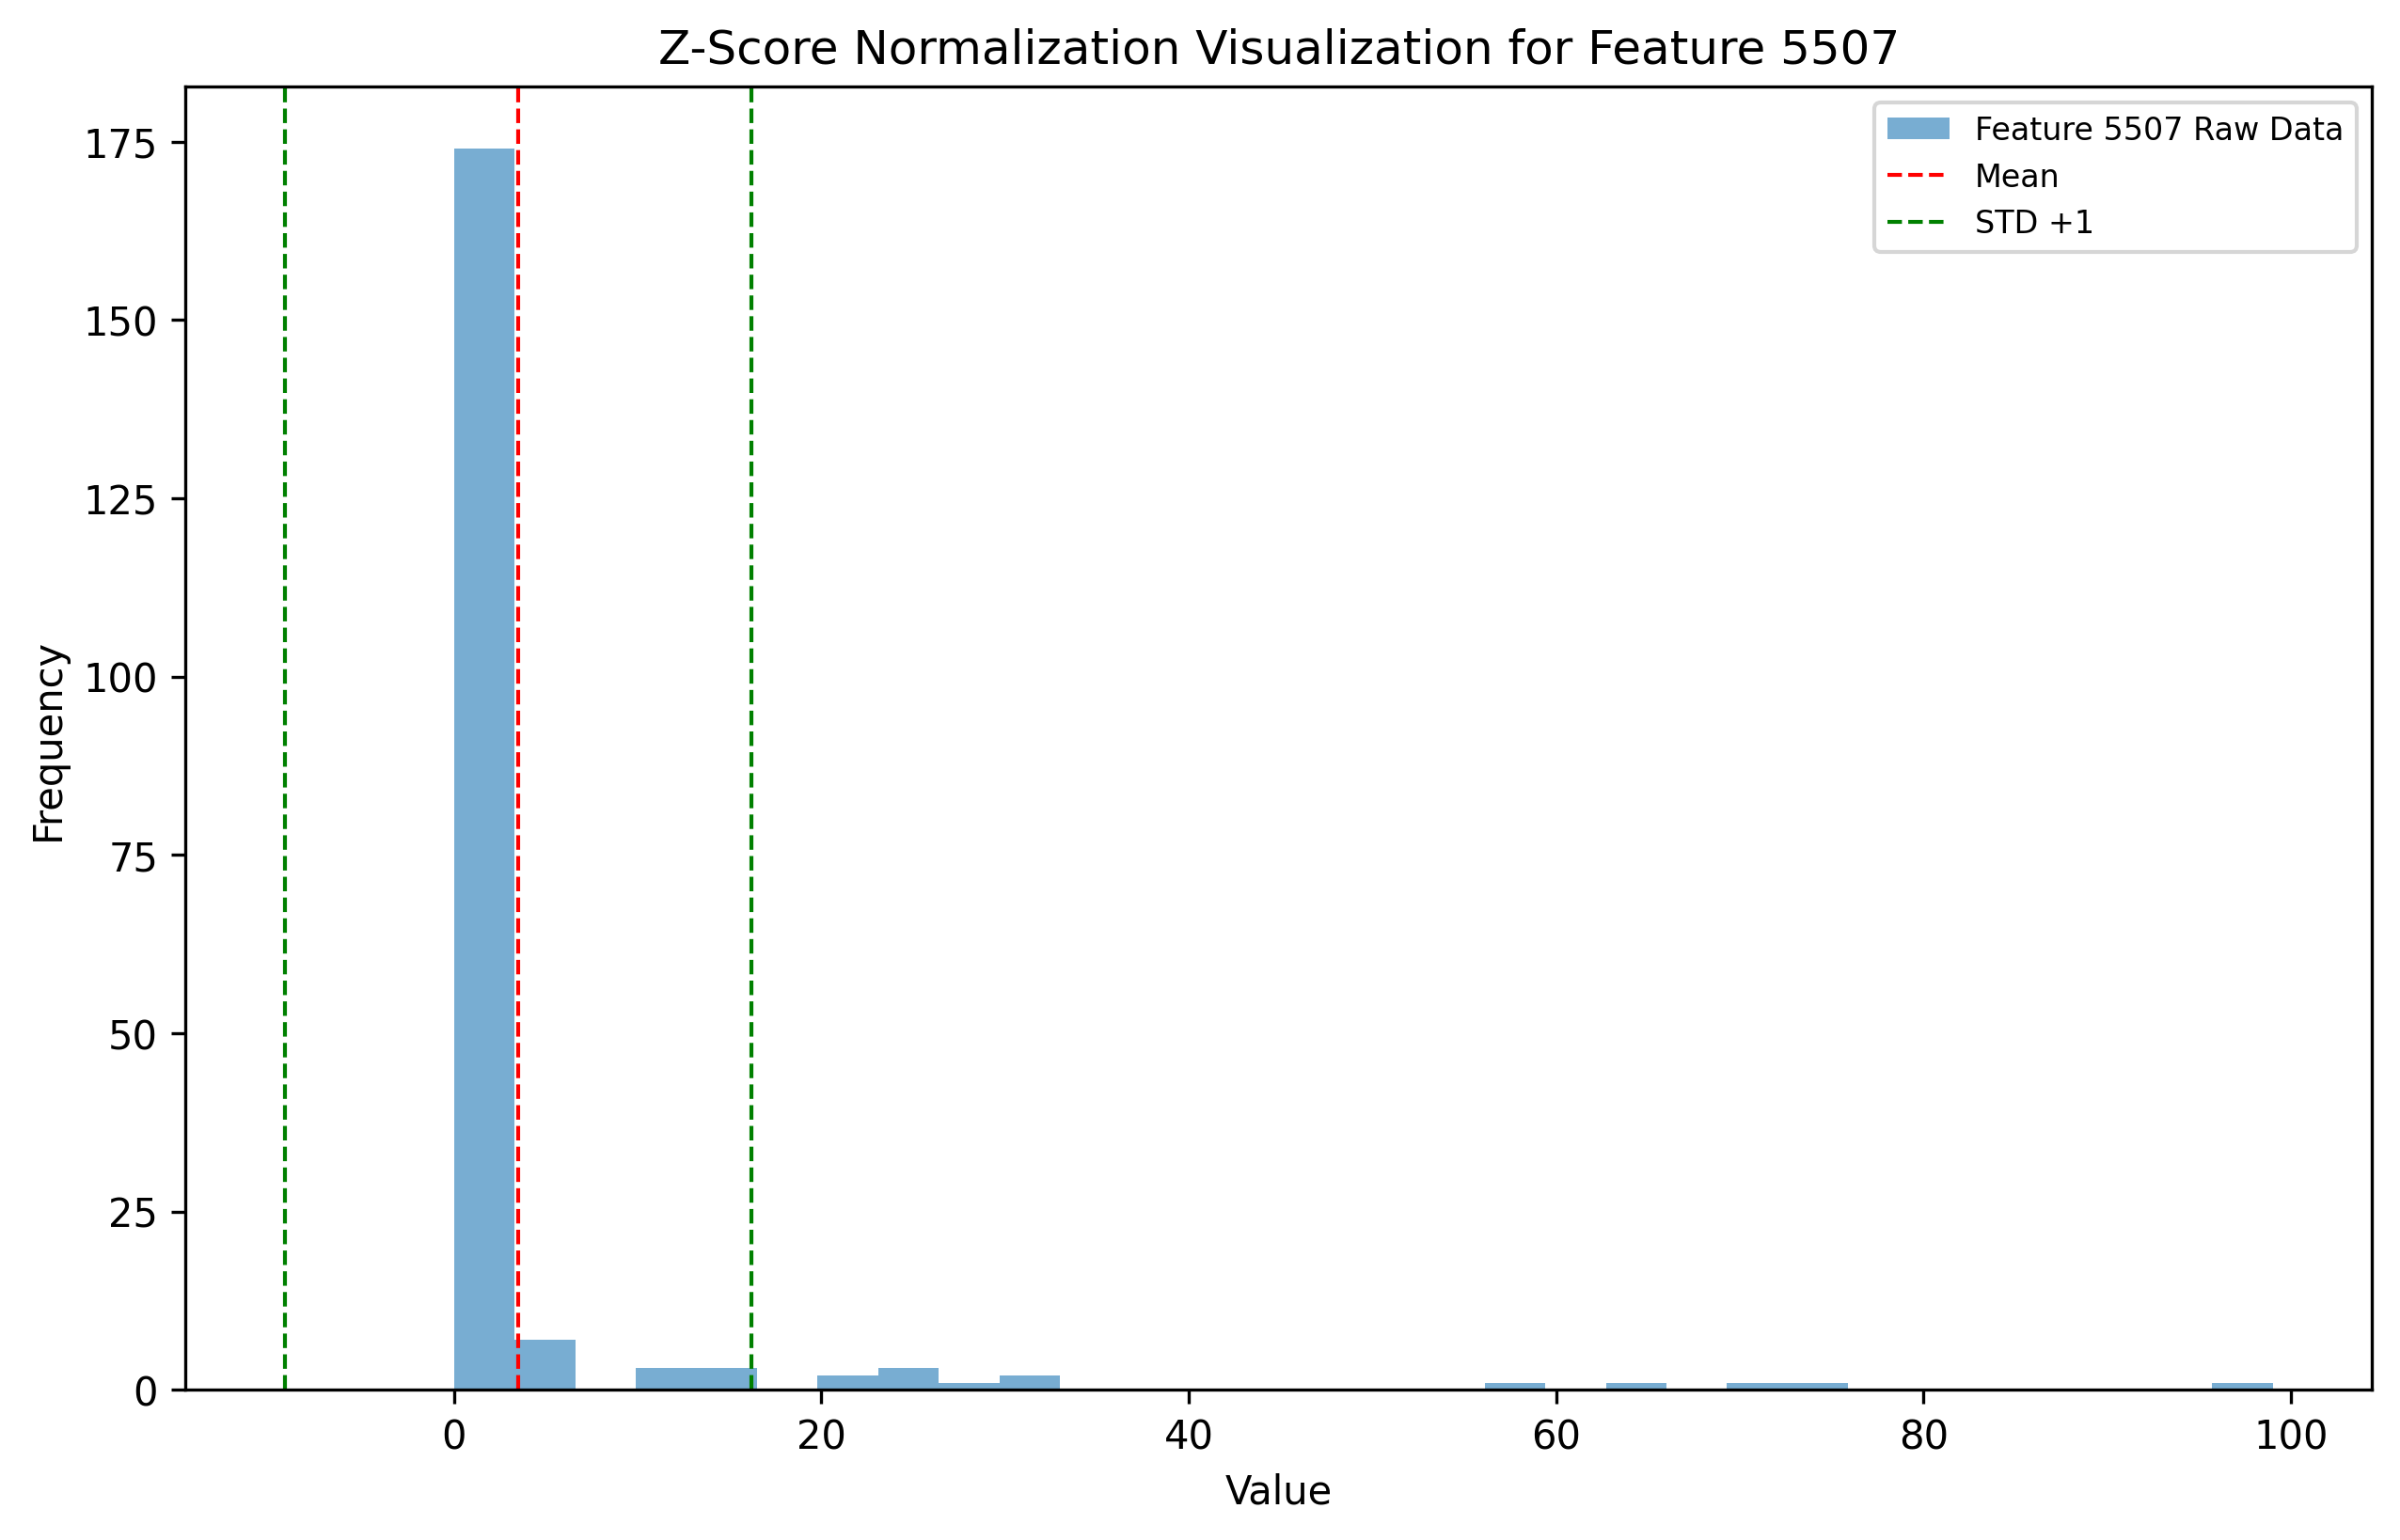 Z-Score Normalization Visualization for Feature 5507
Feature 5507 Raw Data
Mean
STD +1
175
150
125
100
75
50
25
0
Frequency
0 20 40 60 80 100
Value